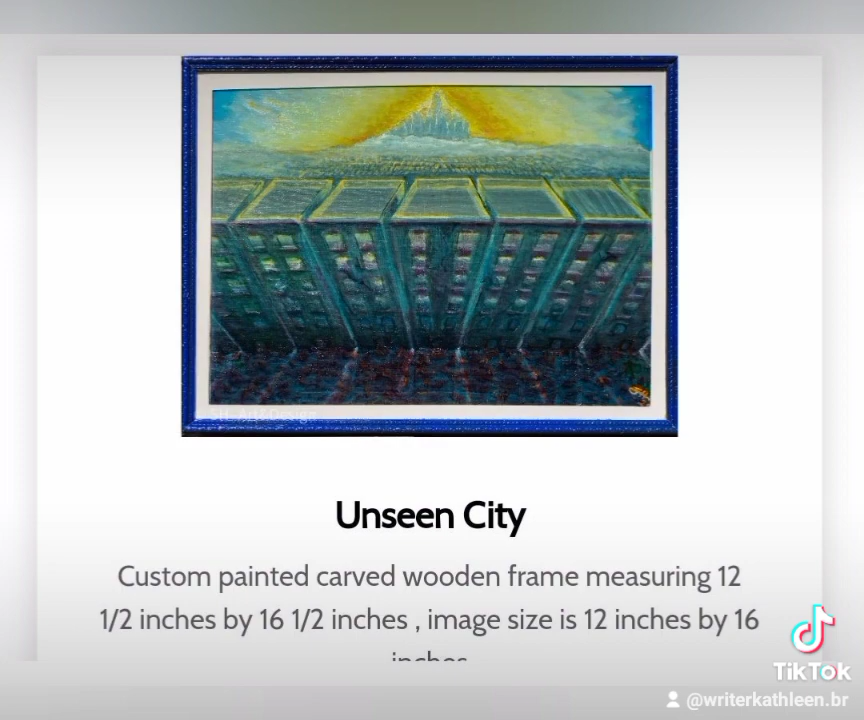 Unseen City
Custom painted carved wooden frame measuring 12
1/2 inches by 16 1/2 inches , image size is 12 inches by 16
inches
TikTok
@writerkathleen.br